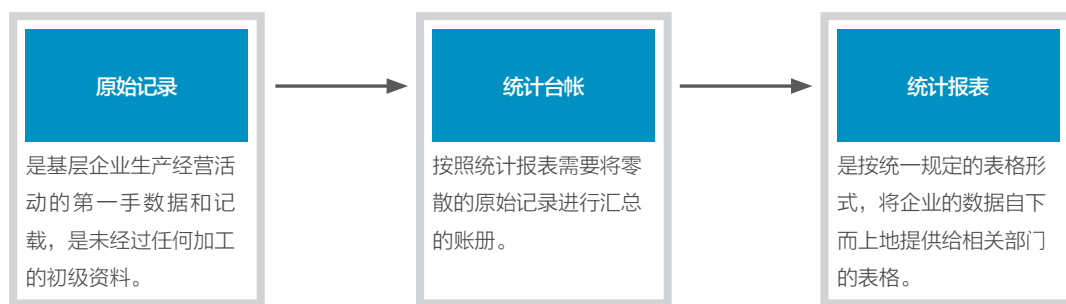 原始记录
是基层企业生产经营活
动的第一手数据和记
载，是未经过任何加工
的初级资料。
统计台帐
按照统计报表需要将零
散的原始记录进行汇总
的账册。
统计报表
是按统一规定的表格形
式，将企业的数据自下
而上地提供给相关部门
的表格。